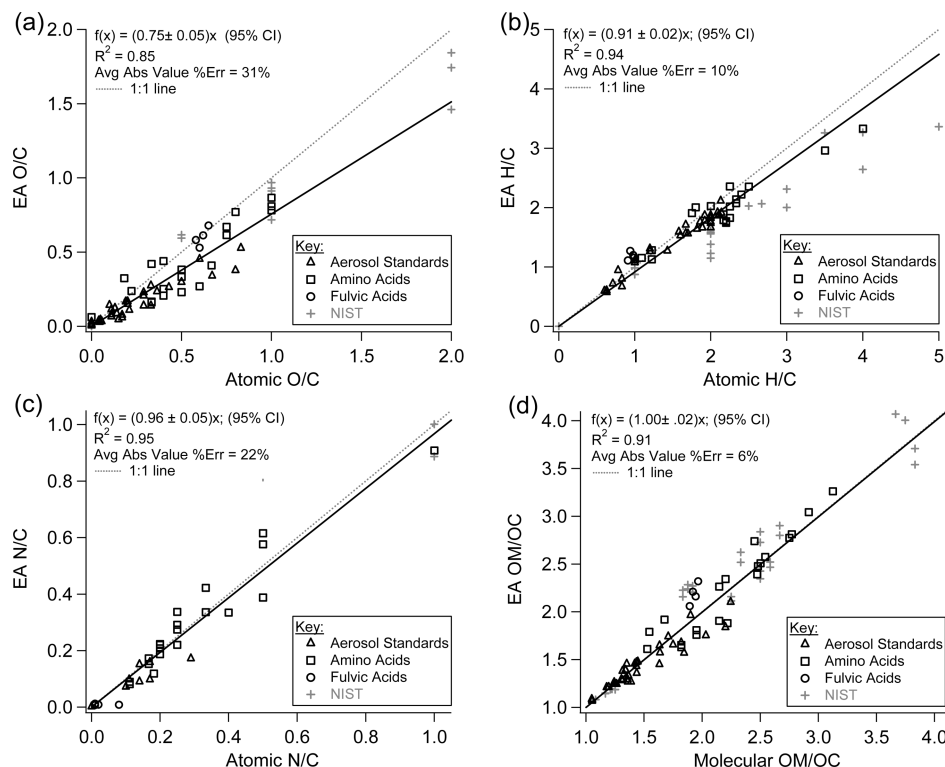 (a)
2.0
1.5
1.0
0.5
0.0
EA O/C
f(x) = (0.75± 0.05)x (95% CI)
R2 = 0.85
Avg Abs Value %Err = 31%
1:1 line
Key:
Aerosol Standards
Amino Acids
Fulvic Acids
NIST
0.0 0.5 1.0 1.5 2.0
Atomic O/C
(b)
5
4
3
2
1
0
EA H/C
f(x) = (0.91 ± 0.02)x; (95% CI)
R2 = 0.94
Avg Abs Value %Err = 10%
1:1 line
Key:
Aerosol Standards
Amino Acids
Fulvic Acids
NIST
0 1 2 3 4 5
Atomic H/C
(c)
1.0
0.8
0.6
0.4
0.2
0.0
EA N/C
f(x) = (0.96 ± 0.05)x; (95% CI)
R2 = 0.95
Avg Abs Value %Err = 22%
1:1 line
Key:
Aerosol Standards
Amino Acids
Fulvic Acids
NIST
0.0 0.2 0.4 0.6 0.8 1.0
Atomic N/C
(d)
4.0
3.5
3.0
2.5
2.0
1.5
1.0
EA OM/OC
f(x) = (1.00± .02)x; (95% CI)
R2 = 0.91
Avg Abs Value %Err = 6%
1:1 line
Key:
Aerosol Standards
Amino Acids
Fulvic Acids
NIST
1.0 1.5 2.0 2.5 3.0 3.5 4.0
Molecular OM/OC